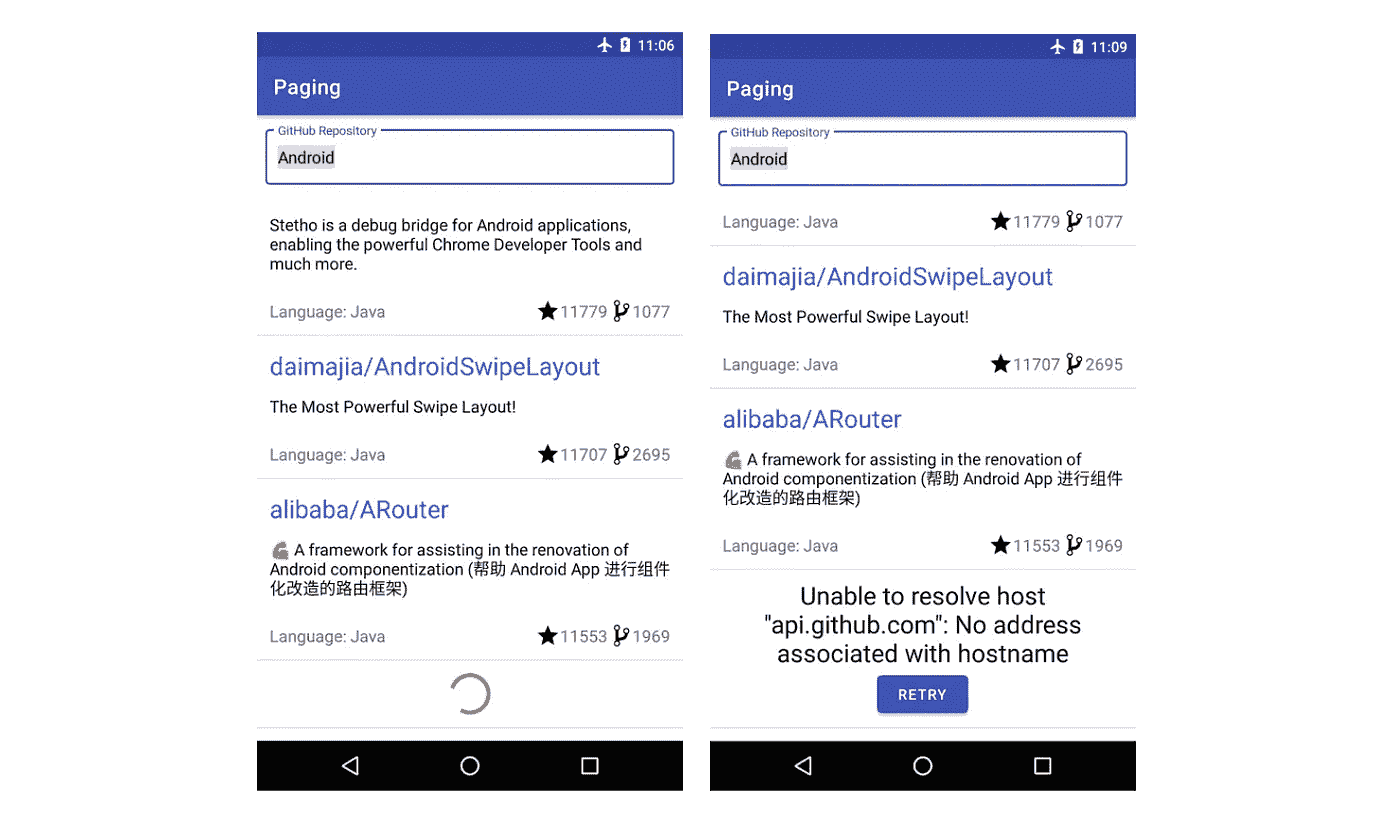 11:06
Paging
GitHub Repository
Android
Stetho is a debug bridge for Android applications,
enabling the powerful Chrome Developer Tools and
much more.
Language: Java 11779 1077
daimajia/AndroidSwipeLayout
The Most Powerful Swipe Layout!
Language: Java 11707 2695
alibaba/ARouter
💪 A framework for assisting in the renovation of
Android componentization (帮助 Android App 进行组件
化改造的路由框架)
Language: Java 11553 1969
11:09
Paging
GitHub Repository
Android
Language: Java 11779 1077
daimajia/AndroidSwipeLayout
The Most Powerful Swipe Layout!
Language: Java 11707 2695
alibaba/ARouter
💪 A framework for assisting in the renovation of
Android componentization (帮助 Android App 进行组件
化改造的路由框架)
Language: Java 11553 1969
Unable to resolve host
"api.github.com": No address
associated with hostname
RETRY